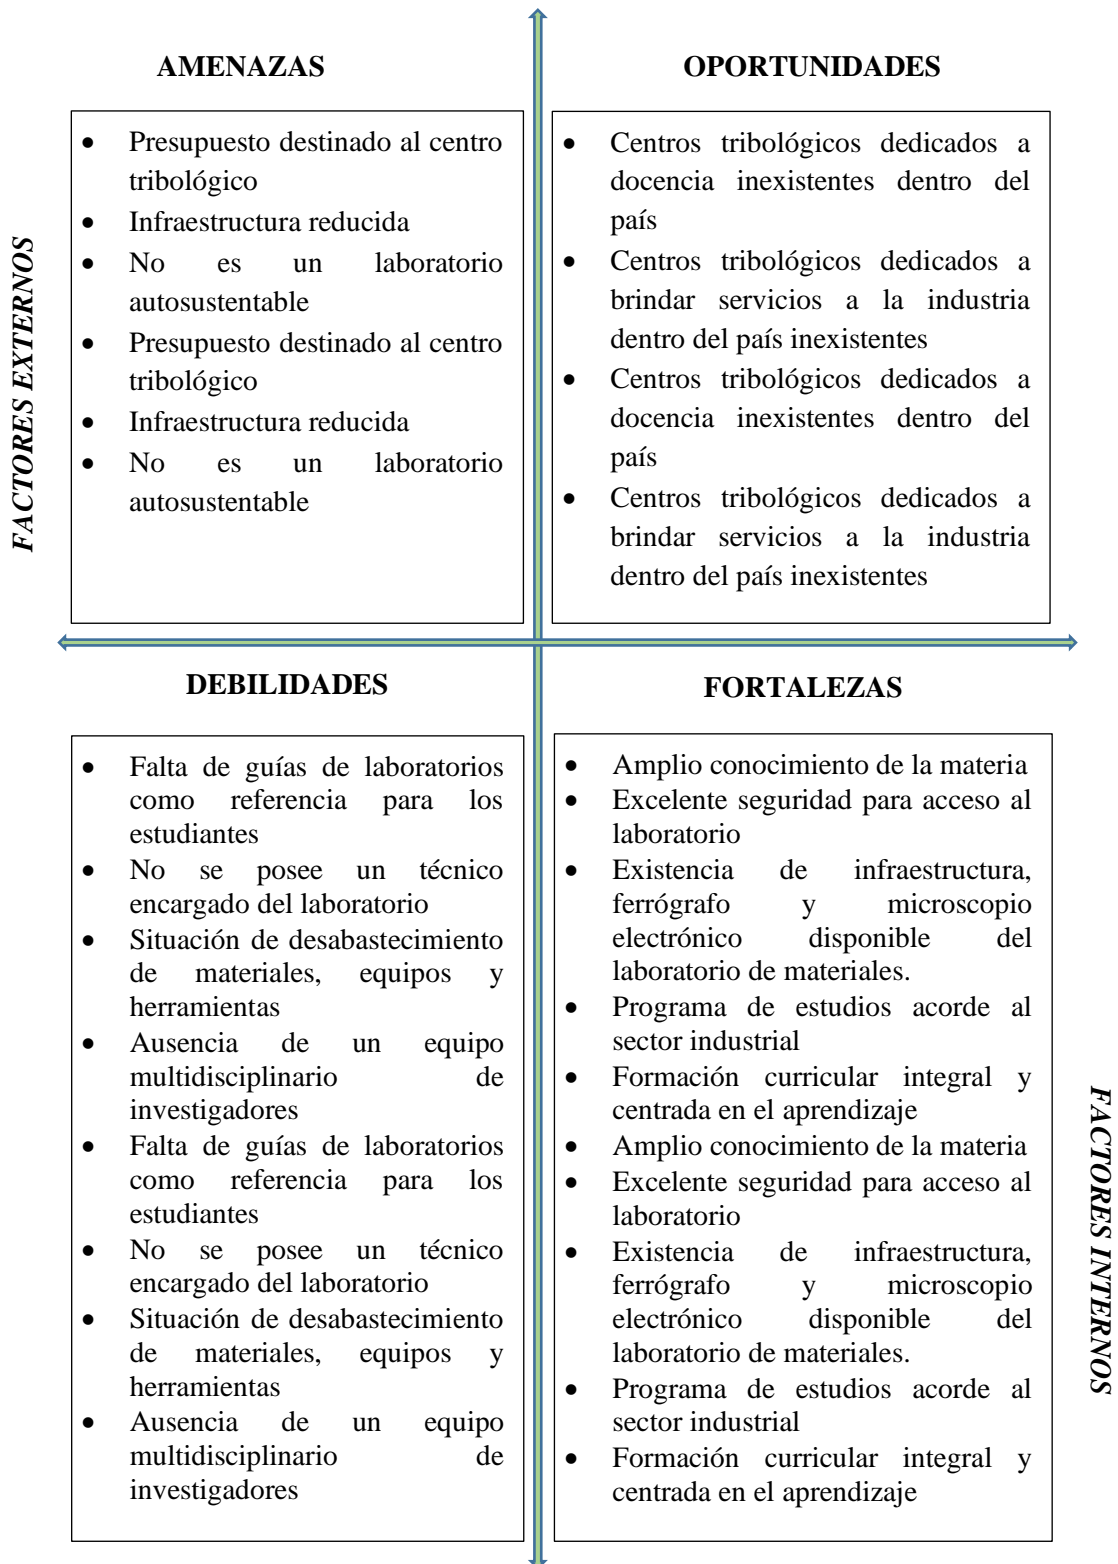 AMENAZAS
• Presupuesto destinado al centro
tribológico
• Infraestructura reducida
• No es un laboratorio
autosustentable
• Presupuesto destinado al centro
tribológico
• Infraestructura reducida
• No es un laboratorio
autosustentable
OPORTUNIDADES
• Centros tribológicos dedicados a
docencia inexistentes dentro del
país
• Centros tribológicos dedicados a
brindar servicios a la industria
dentro del país inexistentes
• Centros tribológicos dedicados a
docencia inexistentes dentro del
país
• Centros tribológicos dedicados a
brindar servicios a la industria
dentro del país inexistentes
FACTORES EXTERNOS
DEBILIDADES
• Falta de guías de laboratorios
como referencia para los
estudiantes
• No se posee un técnico
encargado del laboratorio
• Situación de desabastecimiento
de materiales, equipos y
herramientas
• Ausencia de un equipo
multidisciplinario de
investigadores
• Falta de guías de laboratorios
como referencia para los
estudiantes
• No se posee un técnico
encargado del laboratorio
• Situación de desabastecimiento
de materiales, equipos y
herramientas
• Ausencia de un equipo
multidisciplinario de
investigadores
FORTALEZAS
• Amplio conocimiento de la materia
• Excelente seguridad para acceso al
laboratorio
• Existencia de infraestructura,
ferrógrafo y microscopio
electrónico disponible del
laboratorio de materiales.
• Programa de estudios acorde al
sector industrial
• Formación curricular integral y
centrada en el aprendizaje
• Amplio conocimiento de la materia
• Excelente seguridad para acceso al
laboratorio
• Existencia de infraestructura,
ferrógrafo y microscopio
electrónico disponible del
laboratorio de materiales.
• Programa de estudios acorde al
sector industrial
• Formación curricular integral y
centrada en el aprendizaje
FACTORES INTERNOS